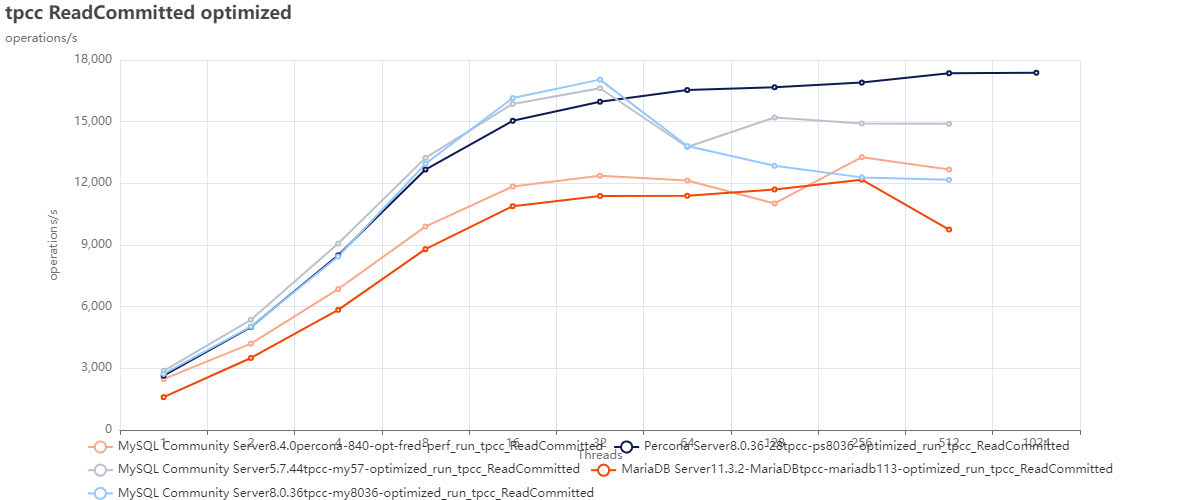 tpcc ReadCommitted optimized
operations/s
18,000
15,000
12,000
9,000
6,000
3,000
0
operations/s
1 2 4 8 16 32 64 128 256 512 1024
Threads
MySQL Community Server8.4.0percona-840-opt-fred-perf_run_tpcc_ReadCommitted
Percona Server8.0.36-28tpcc-ps8036-optimized_run_tpcc_ReadCommitted
MySQL Community Server5.7.44tpcc-my57-optimized_run_tpcc_ReadCommitted
MariaDB Server11.3.2-MariaDBtpcc-mariadb113-optimized_run_tpcc_ReadCommitted
MySQL Community Server8.0.36tpcc-my8036-optimized_run_tpcc_ReadCommitted